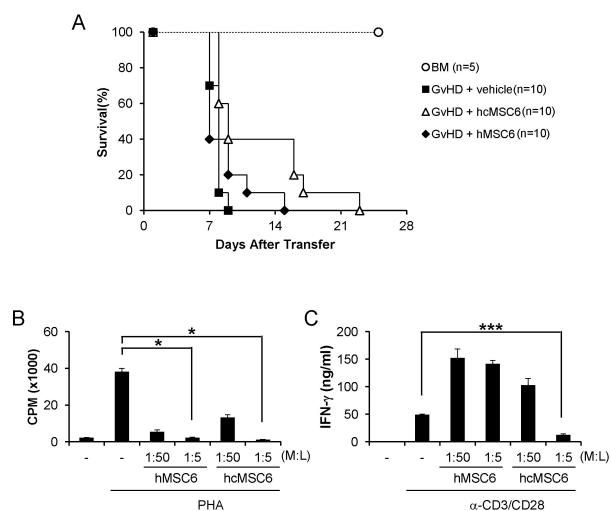 A
Survival(%)
100
80
60
40
20
0
0
7
14
21
28
Days After Transfer
BM (n=5)
GvHD + vehicle(n=10)
GvHD + hcMSC6(n=10)
GvHD + hMSC6(n=10)
B
CPM (x1000)
60
40
20
0
*
*
- - 1:50 1:5 1:50 1:5 (M:L)
hMSC6 hcMSC6
PHA
C
IFN-γ (ng/ml)
200
150
100
50
0
***
- - 1:50 1:5 1:50 1:5 (M:L)
hMSC6 hcMSC6
α-CD3/CD28